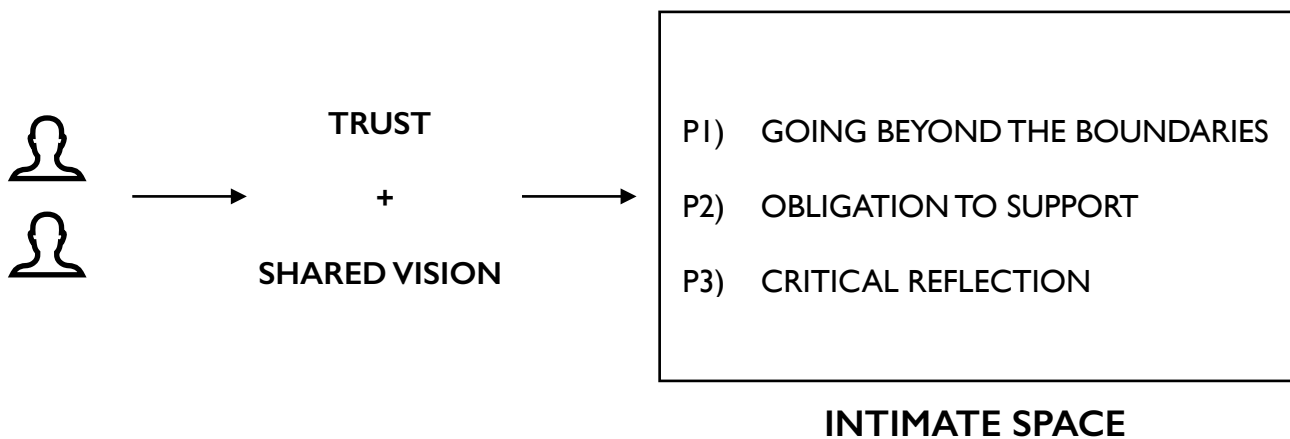 TRUST
+
SHARED VISION
P1) GOING BEYOND THE BOUNDARIES
P2) OBLIGATION TO SUPPORT
P3) CRITICAL REFLECTION
INTIMATE SPACE